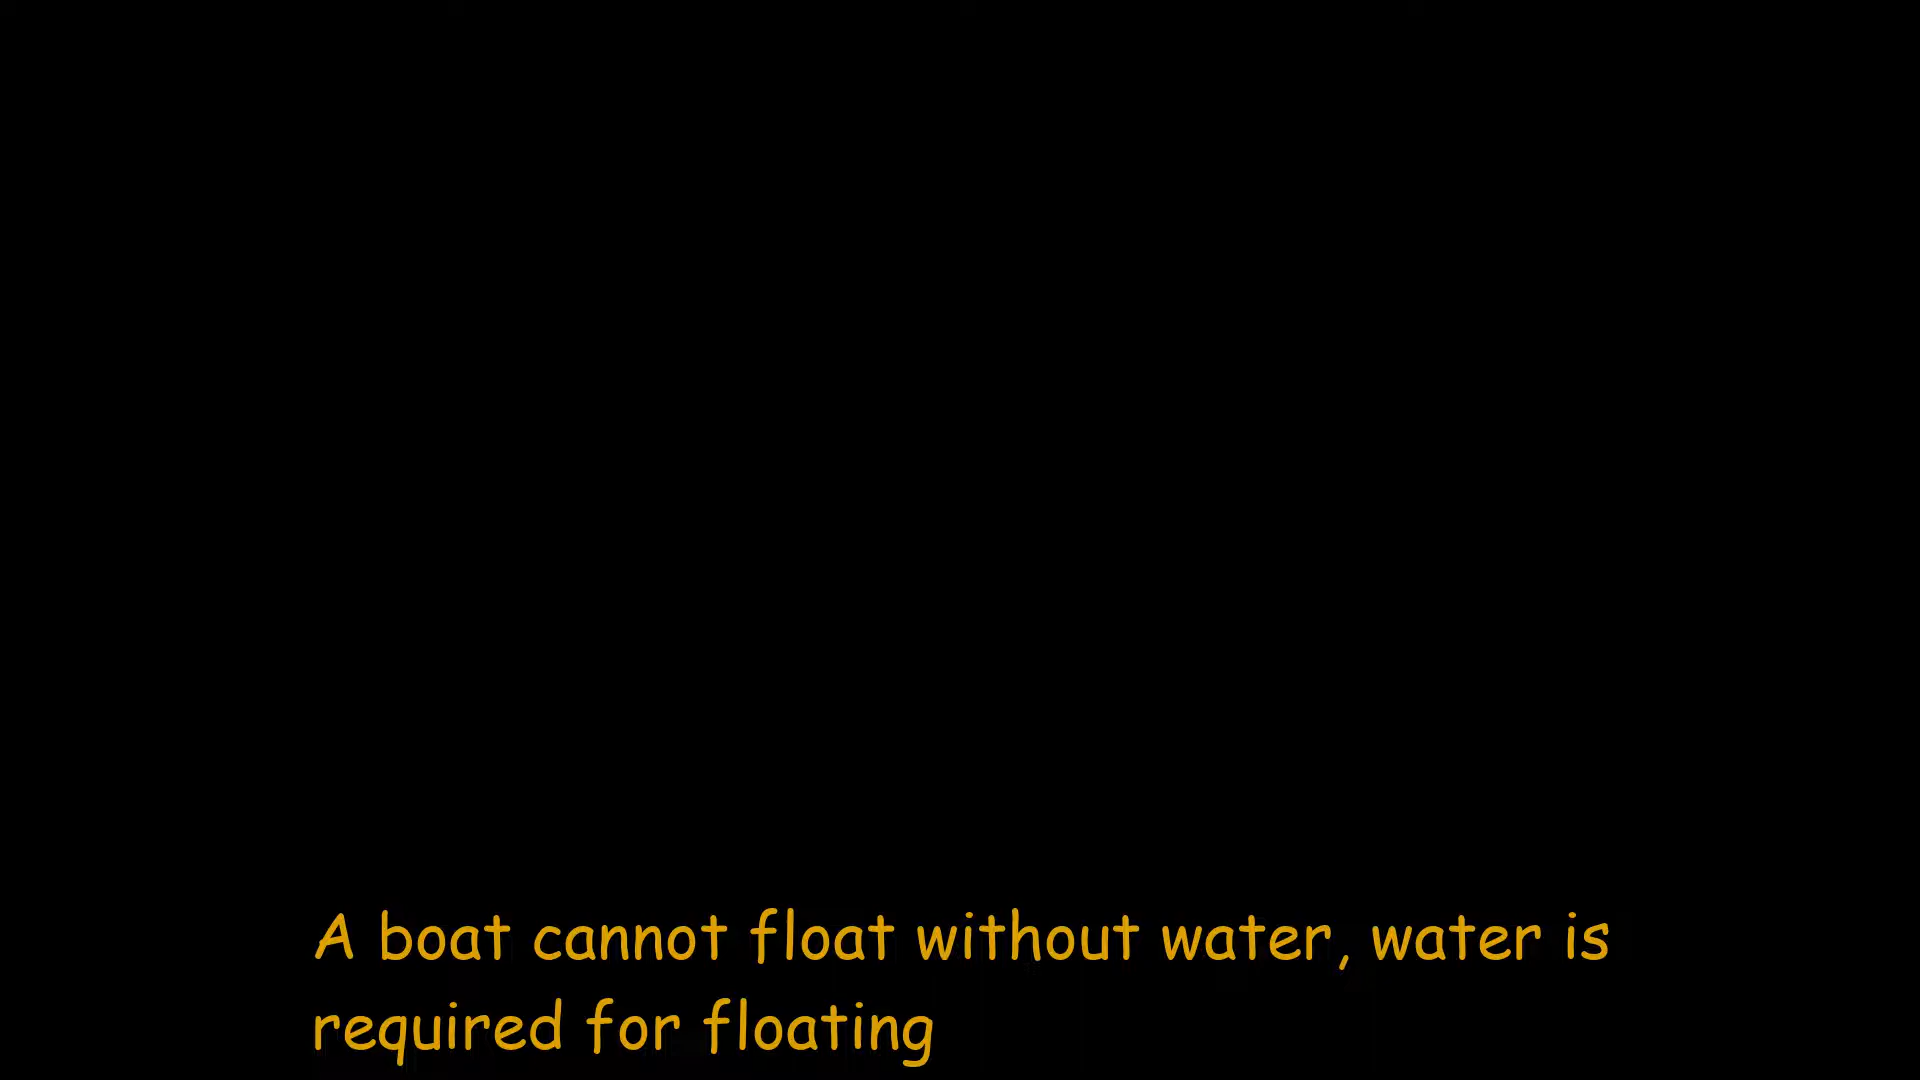 A boat cannot float without water, water is
required for floating